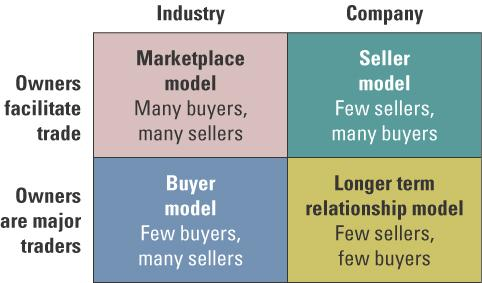 Industry
Company
Owners
facilitate
trade
Marketplace
model
Many buyers,
many sellers
Seller
model
Few sellers,
many buyers
Owners
are major
traders
Buyer
model
Few buyers,
many sellers
Longer term
relationship model
Few sellers,
few buyers